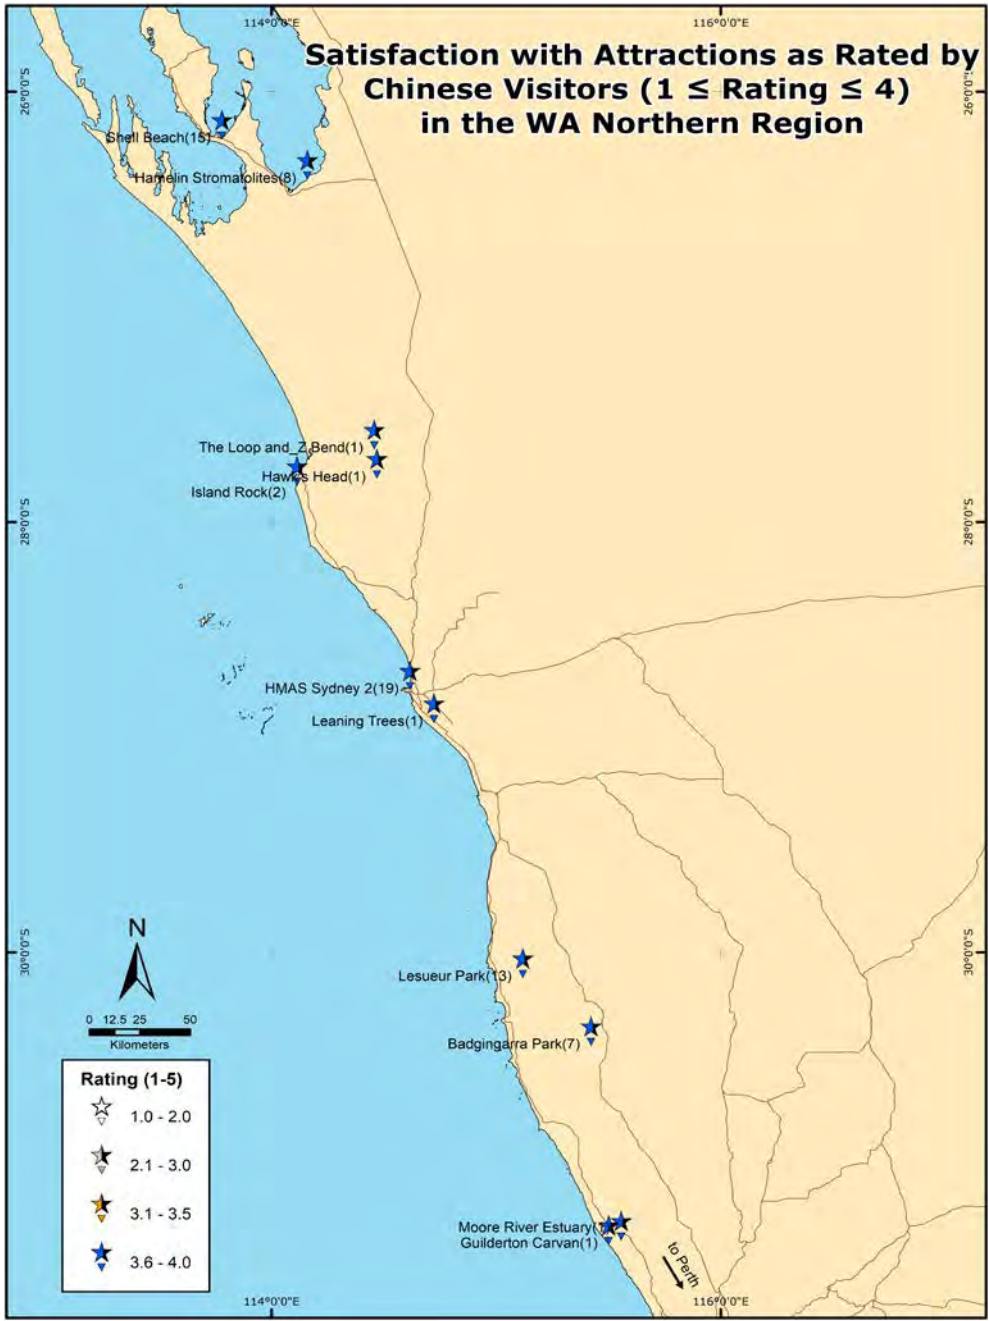 114°0'0"E
116°0'0"E
Satisfaction with Attractions as Rated by
Chinese Visitors (1 ≤ Rating ≤ 4)
in the WA Northern Region
26°0'0"S
26°0'0"S
Shell Beach(15)
Hamelin Stromatolites(8)
The Loop and_Z Bend(1)
Hawks Head(1)
Island Rock(2)
28°0'0"S
28°0'0"S
HMAS Sydney 2(19)
Leaning Trees(1)
30°0'0"S
30°0'0"S
Lesueur Park(13)
Badgingarra Park(7)
N
0 12.5 25 50
Kilometers
Rating (1-5)
1.0 - 2.0
2.1 - 3.0
3.1 - 3.5
3.6 - 4.0
Moore River Estuary(
Guilderton Carvan(1)
to Perth
114°0'0"E
116°0'0"E